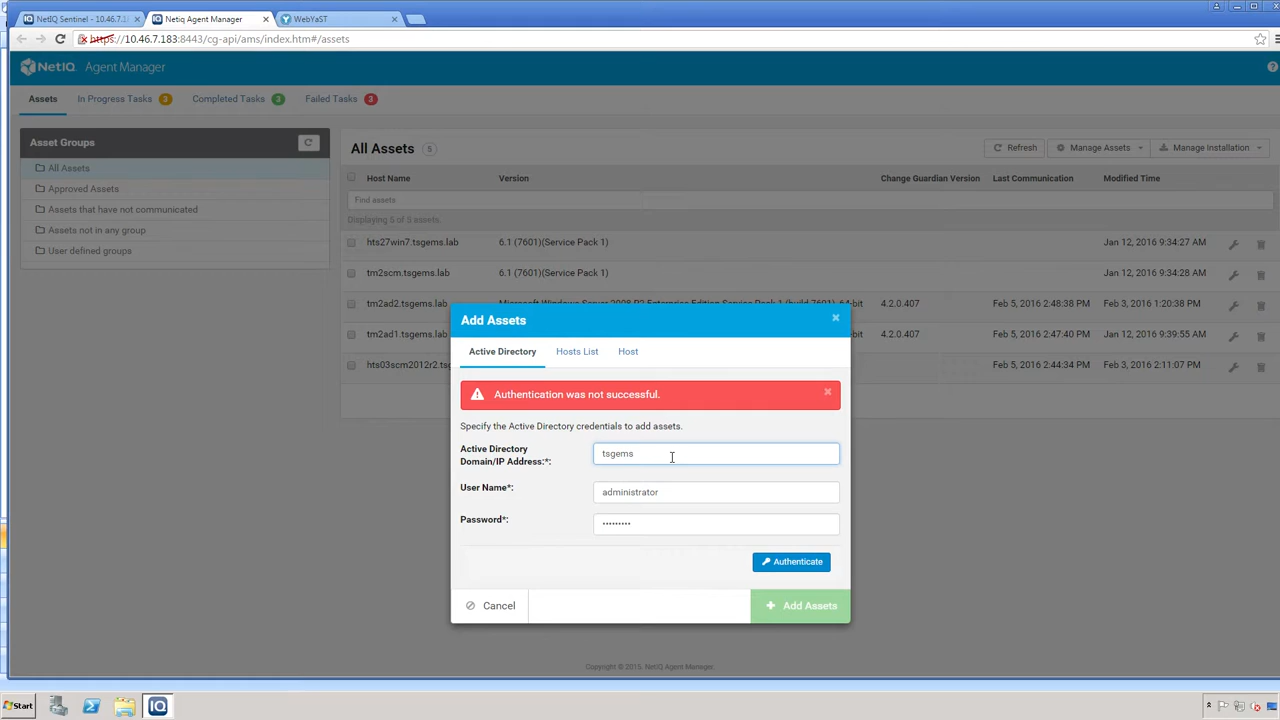 NetIQ Sentinel - 10.46.7.18
Netiq Agent Manager
WebYaST
https://10.46.7.183:8443/cg-api/ams/index.htm#/assets
NetIQ. Agent Manager
Assets
In Progress Tasks 3
Completed Tasks 3
Failed Tasks 3
Asset Groups
All Assets
Approved Assets
Assets that have not communicated
Assets not in any group
User defined groups
All Assets 5
Refresh
Manage Assets
Manage Installation
Host Name Version Change Guardian Version Last Communication Modified Time
Find assets
Displaying 5 of 5 assets.
hts27win7.tsgems.lab 6.1 (7601)(Service Pack 1) Jan 12, 2016 9:34:27 AM
tm2scm.tsgems.lab 6.1 (7601)(Service Pack 1) Jan 12, 2016 9:34:28 AM
tm2ad2.tsgems.lab Microsoft Windows Server 2008 R2 Enterprise Edition Service Pack 1 (build 7601), 64-bit 4.2.0.407 Feb 5, 2016 2:48:38 PM Feb 3, 2016 1:20:38 PM
tm2ad1.tsgems.lab -bit 4.2.0.407 Feb 5, 2016 2:47:40 PM Jan 12, 2016 9:39:55 AM
hts03scm2012r2.tsg Feb 5, 2016 2:44:34 PM Feb 3, 2016 2:11:07 PM
Add Assets
Active Directory
Hosts List
Host
Authentication was not successful.
Specify the Active Directory credentials to add assets.
Active Directory
Domain/IP Address:*:
tsgems
User Name*:
administrator
Password*:
•••••••••
Authenticate
Cancel
Add Assets
Copyright © 2015. NetIQ Agent Manager.
Start